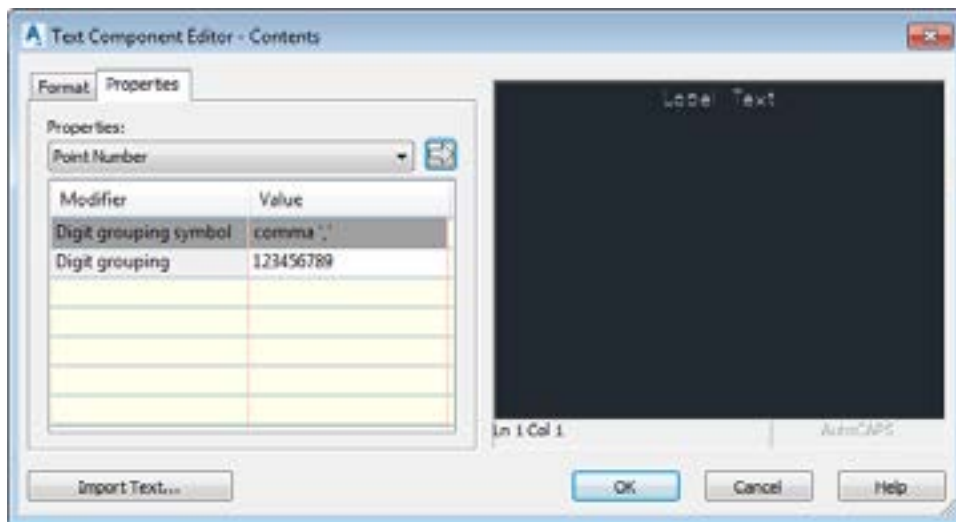 Text Component Editor - Contents
Format Properties
Properties:
Point Number
Modifier Value
Digit grouping symbol comma ','
Digit grouping 123456789
Label Text
Ln 1 Col 1 AutoCAPS
Import Text... OK Cancel Help